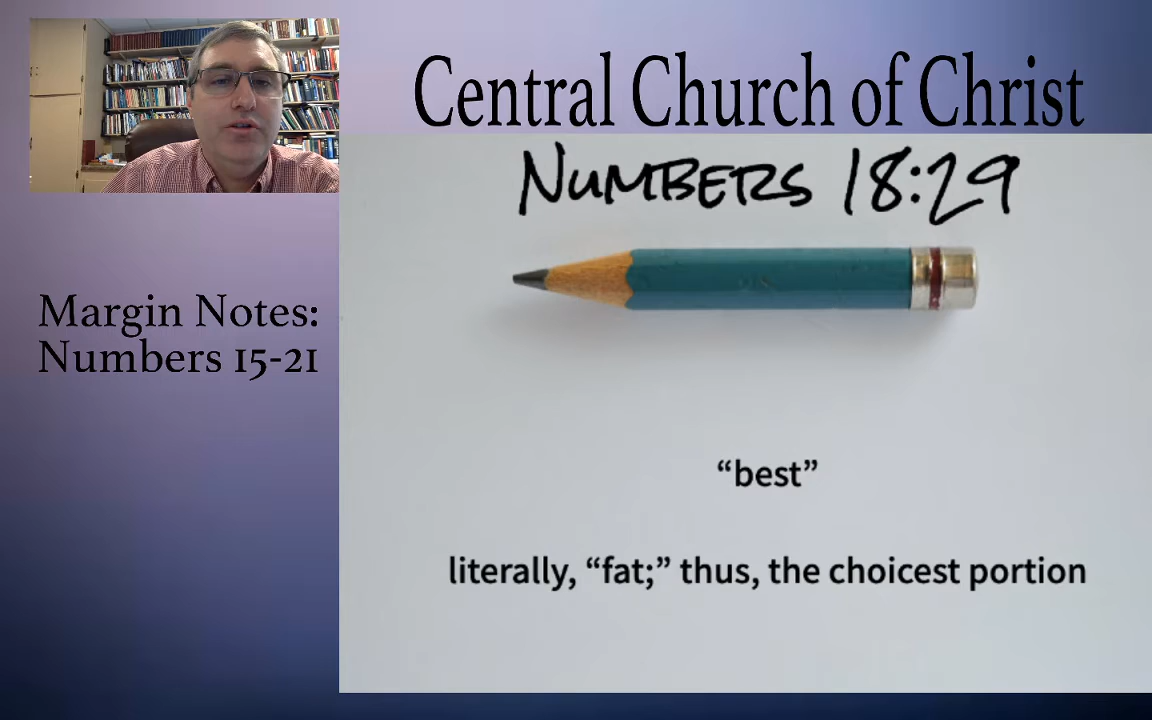 Central Church of Christ
Numbers 18:29
Margin Notes:
Numbers 15-21
“best”
literally, “fat;” thus, the choicest portion